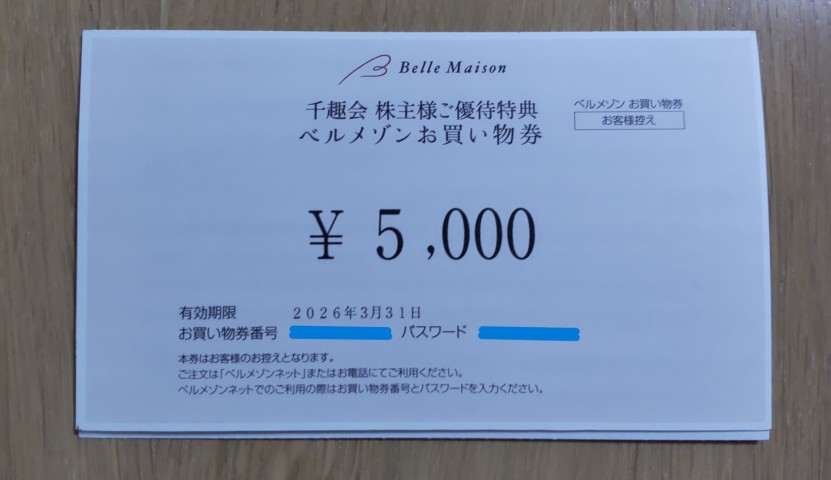 Belle Maison
千趣会 株主様ご優待特典
ベルメゾンお買い物券
ベルメゾン お買い物券
お客様控え
¥ 5,000
有効期限 2026年3月31日
お買い物券番号 パスワード
本券はお客様のお控えとなります。
ご注文は「ベルメゾンネット」またはお電話にてご利用ください。
ベルメゾンネットでのご利用の際はお買い物券番号とパスワードを入力ください。